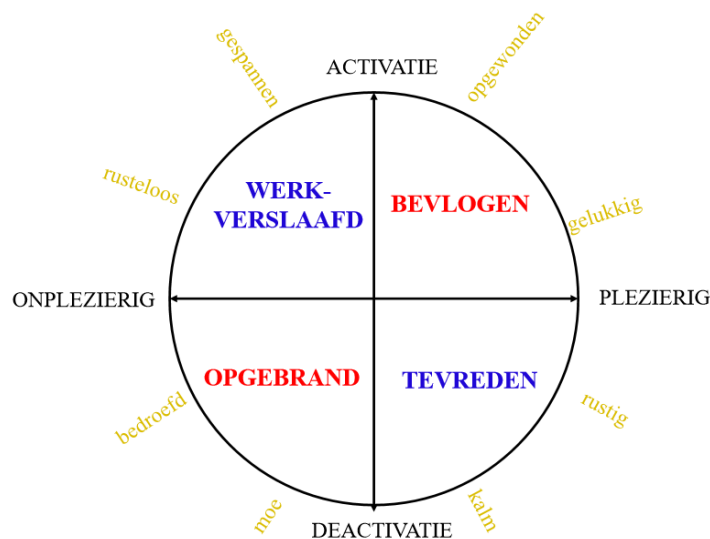 gespannen
opgewonden
ACTIVATIE
rusteloos
WERK-
VERSLAAFD
BEVLOGEN
gelukkig
ONPLEZIERIG
PLEZIERIG
OPGEBRAND
TEVREDEN
bedroefd
rustig
moe
kalm
DEACTIVATIE